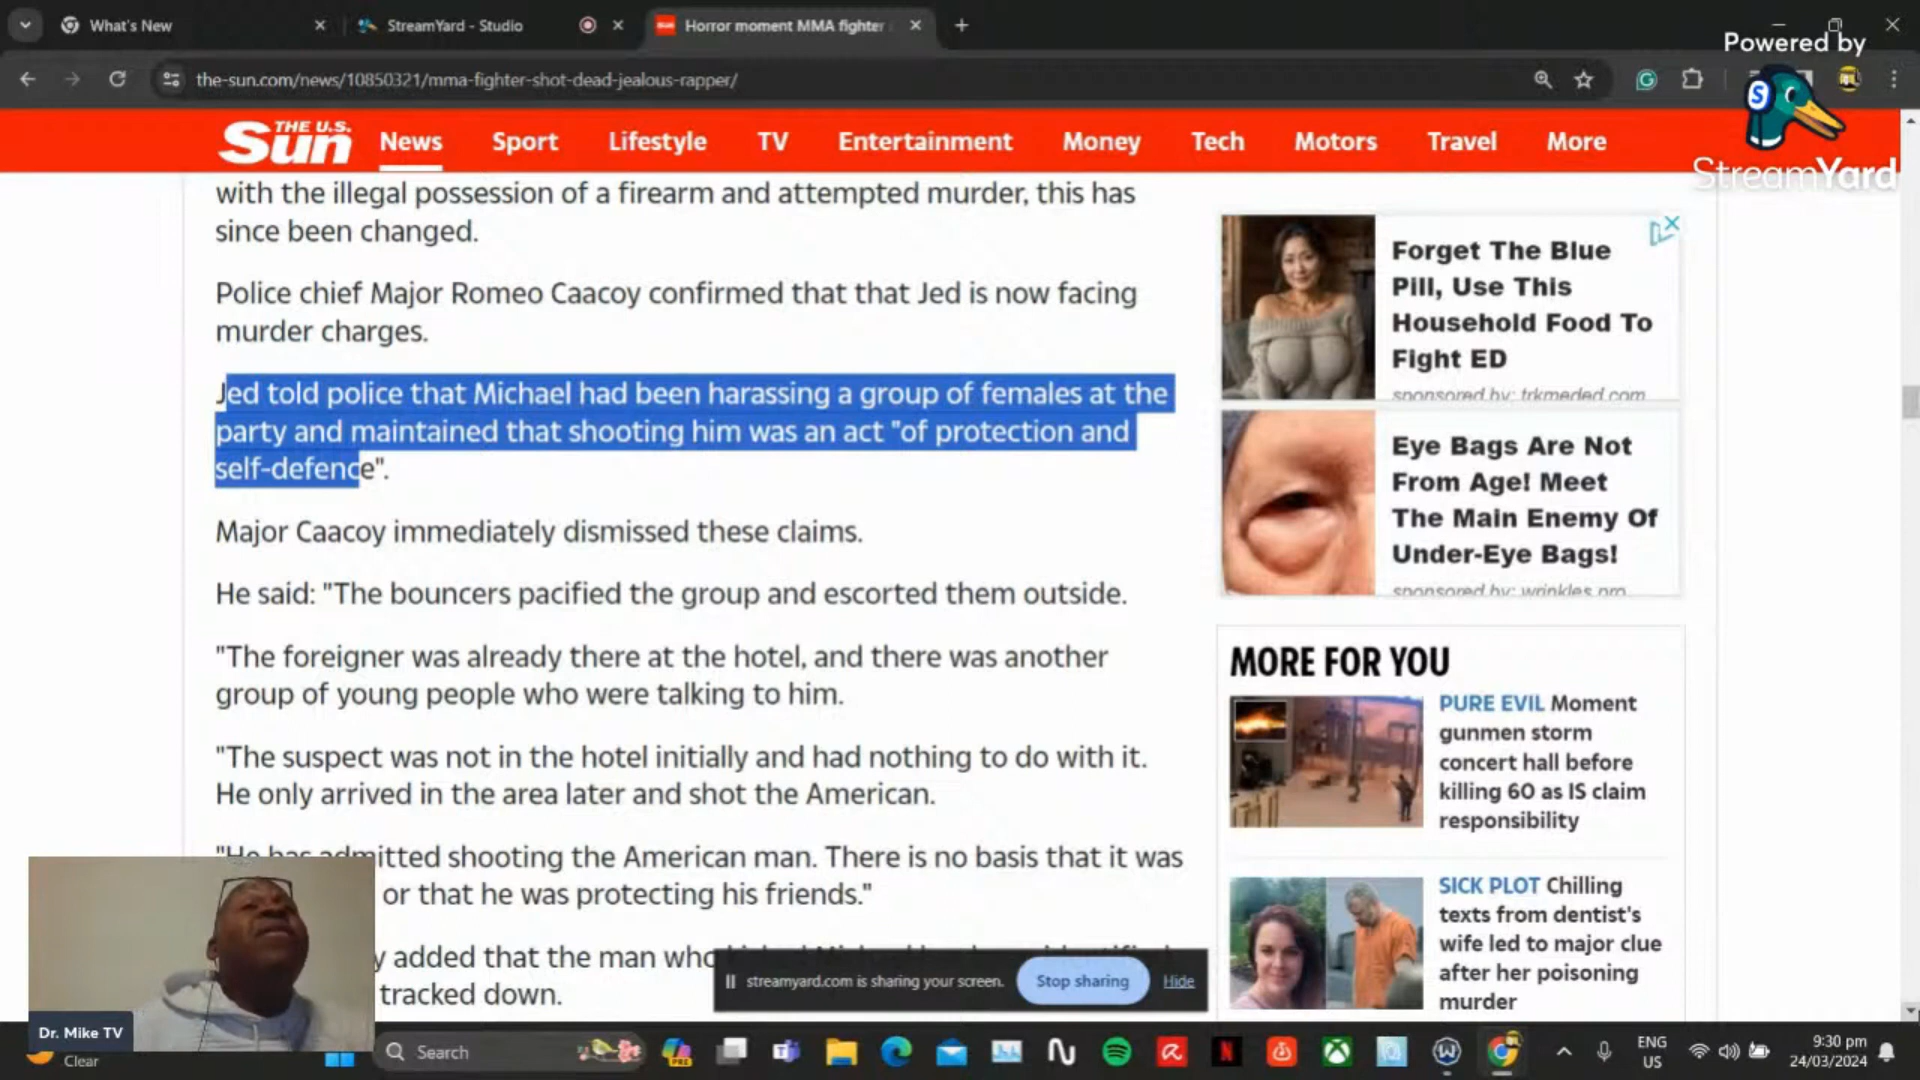 What's New
StreamYard - Studio
Horror moment MMA fighter
Powered by
StreamYard
the-sun.com/news/10850321/mma-fighter-shot-dead-jealous-rapper/
THE U.S.
Sun
News Sport Lifestyle TV Entertainment Money Tech Motors Travel More
with the illegal possession of a firearm and attempted murder, this has
since been changed.
Police chief Major Romeo Caacoy confirmed that that Jed is now facing
murder charges.
Jed told police that Michael had been harassing a group of females at the
party and maintained that shooting him was an act "of protection and
self-defence".
Major Caacoy immediately dismissed these claims.
He said: "The bouncers pacified the group and escorted them outside.
"The foreigner was already there at the hotel, and there was another
group of young people who were talking to him.
"The suspect was not in the hotel initially and had nothing to do with it.
He only arrived in the area later and shot the American.
"He has admitted shooting the American man. There is no basis that it was
or that he was protecting his friends."
y added that the man who
tracked down.
Forget The Blue
Pill, Use This
Household Food To
Fight ED
sponsored by: trkmeded.com
Eye Bags Are Not
From Age! Meet
The Main Enemy Of
Under-Eye Bags!
sponsored by: wrinkles.pro
MORE FOR YOU
PURE EVIL Moment
gunmen storm
concert hall before
killing 60 as IS claim
responsibility
SICK PLOT Chilling
texts from dentist's
wife led to major clue
after her poisoning
murder
streamyard.com is sharing your screen. Stop sharing Hide
Dr. Mike TV
Clear
Search
PRE
ENG
US
9:30 pm
24/03/2024